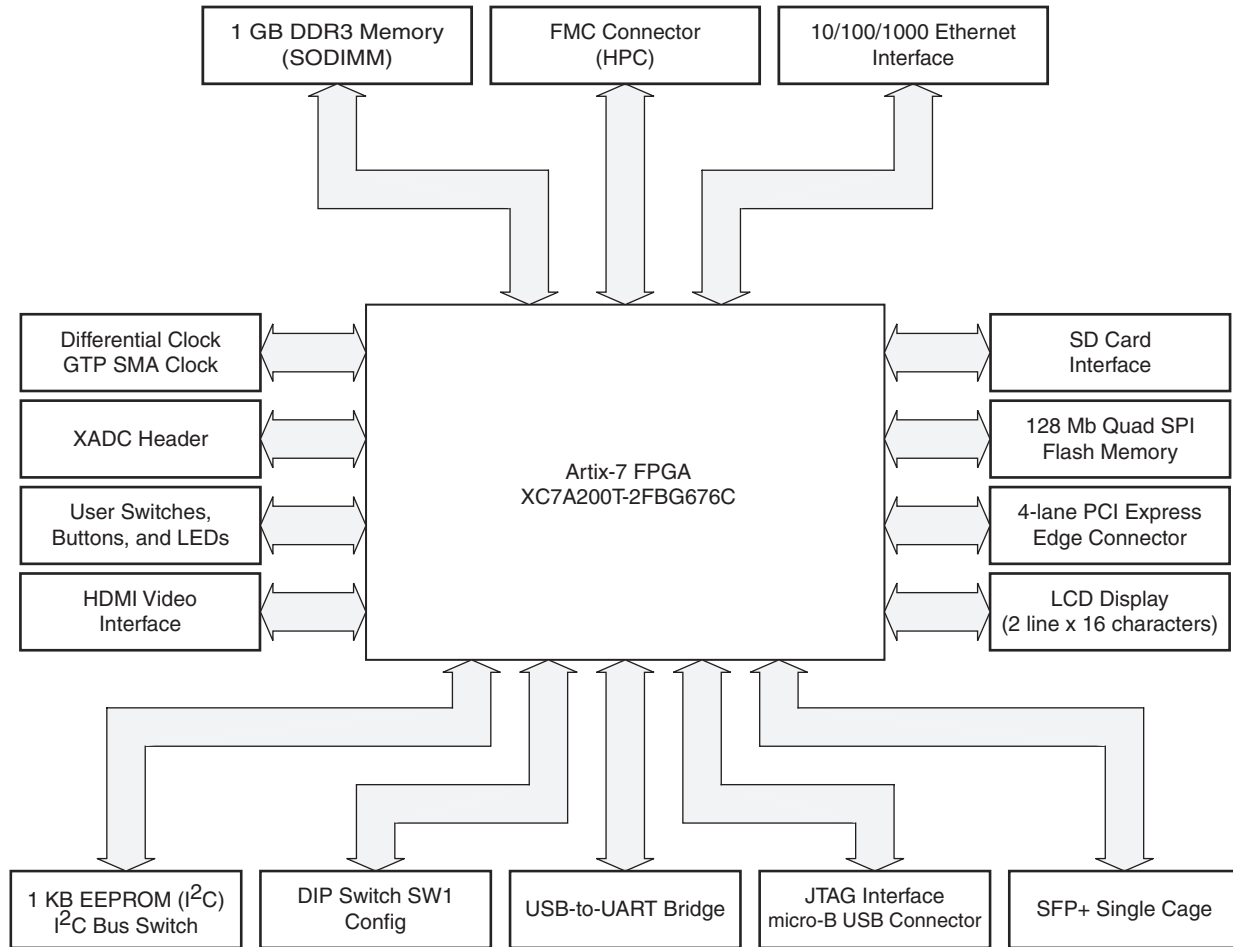 1 GB DDR3 Memory
(SODIMM)
FMC Connector
(HPC)
10/100/1000 Ethernet
Interface
Differential Clock
GTP SMA Clock
XADC Header
User Switches,
Buttons, and LEDs
HDMI Video
Interface
Artix-7 FPGA
XC7A200T-2FBG676C
SD Card
Interface
128 Mb Quad SPI
Flash Memory
4-lane PCI Express
Edge Connector
LCD Display
(2 line x 16 characters)
1 KB EEPROM (I²C)
I²C Bus Switch
DIP Switch SW1
Config
USB-to-UART Bridge
JTAG Interface
micro-B USB Connector
SFP+ Single Cage